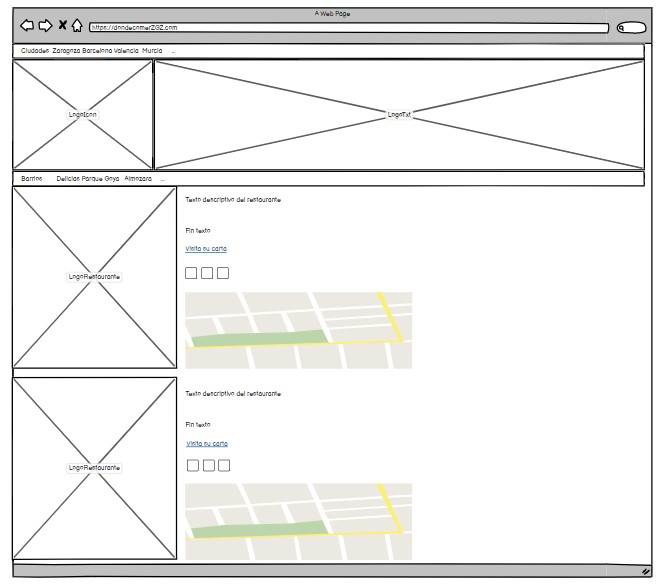 A Web Page
https://dondecomerZGZ.com
Ciudades Zaragoza Barcelona Valencia Murcia ...
LogoIcon
LogoTxt
Barrios Delicias Parque Goya Almozara ...
Texto descriptivo del restaurante
Fin texto
Visita su carta
LogoRestaurante
Texto descriptivo del restaurante
Fin texto
Visita su carta
LogoRestaurante